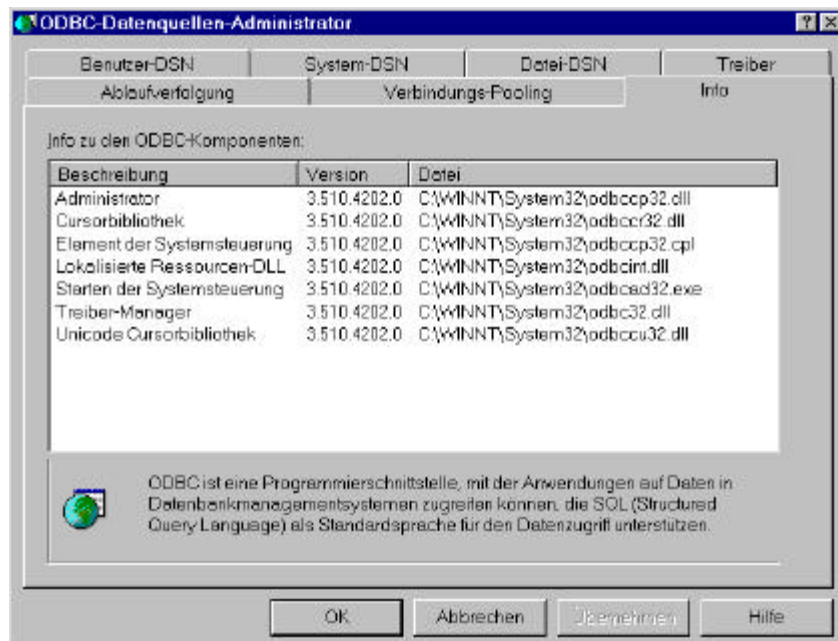 ODBC-Datenquellen-Administrator
Benutzer-DSN System-DSN Datei-DSN Treiber
Ablaufverfolgung Verbindungs-Pooling Info
Info zu den ODBC-Komponenten:
Beschreibung Version Datei
Administrator 3.510.4202.0 C:\WINNT\System32\odbccp32.dll
Cursorbibliothek 3.510.4202.0 C:\WINNT\System32\odbccr32.dll
Element der Systemsteuerung 3.510.4202.0 C:\WINNT\System32\odbccp32.cpl
Lokalisierte Ressourcen-DLL 3.510.4202.0 C:\WINNT\System32\odbcint.dll
Starten der Systemsteuerung 3.510.4202.0 C:\WINNT\System32\odbcad32.exe
Treiber-Manager 3.510.4202.0 C:\WINNT\System32\odbc32.dll
Unicode Cursorbibliothek 3.510.4202.0 C:\WINNT\System32\odbccu32.dll
ODBC ist eine Programmierschnittstelle, mit der Anwendungen auf Daten in
Datenbankmanagementsystemen zugreifen können, die SQL (Structured
Query Language) als Standardsprache für den Datenzugriff unterstützen.
OK Abbrechen Übernehmen Hilfe